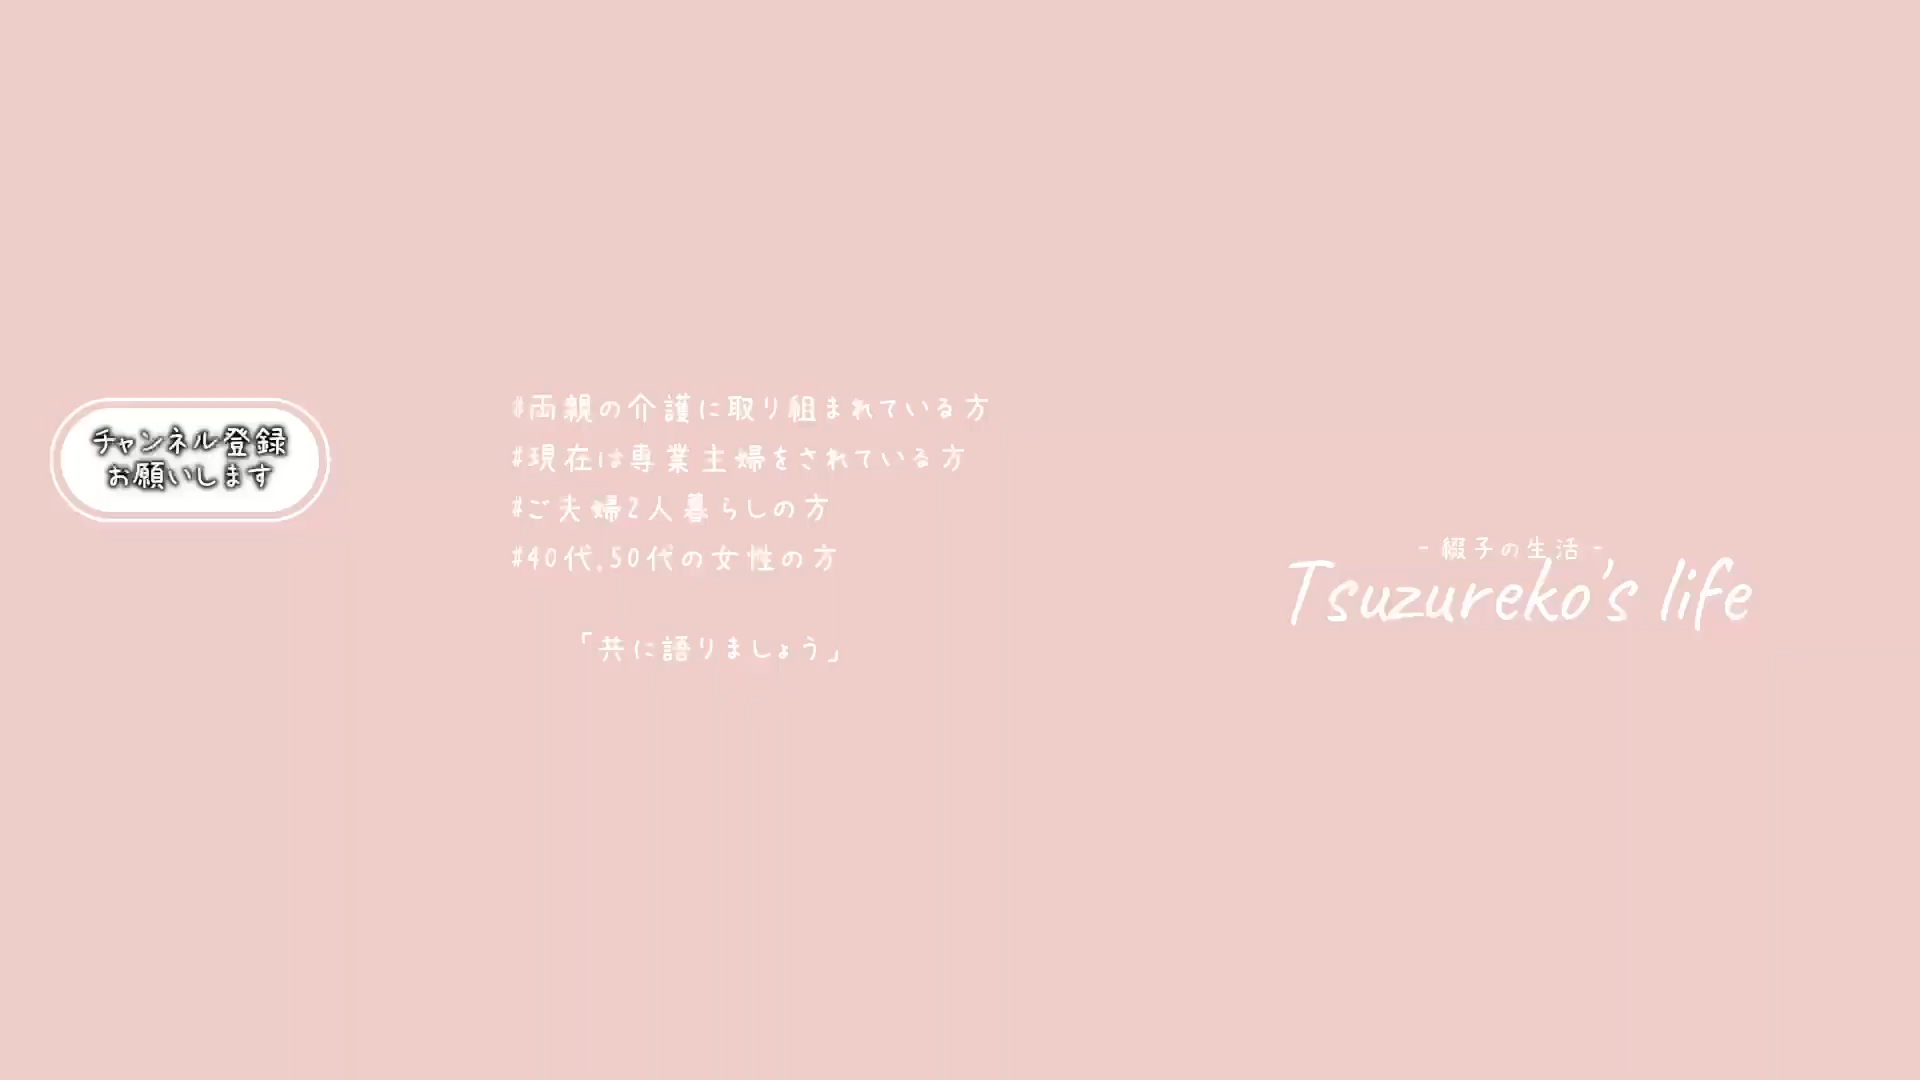 チャンネル登録
お願いします
#両親の介護に取り組まれている方
#現在は専業主婦をされている方
#ご夫婦2人暮らしの方
#40代,50代の女性の方
「共に語りましょう」
- 綴子の生活 -
Tsuzureko's life